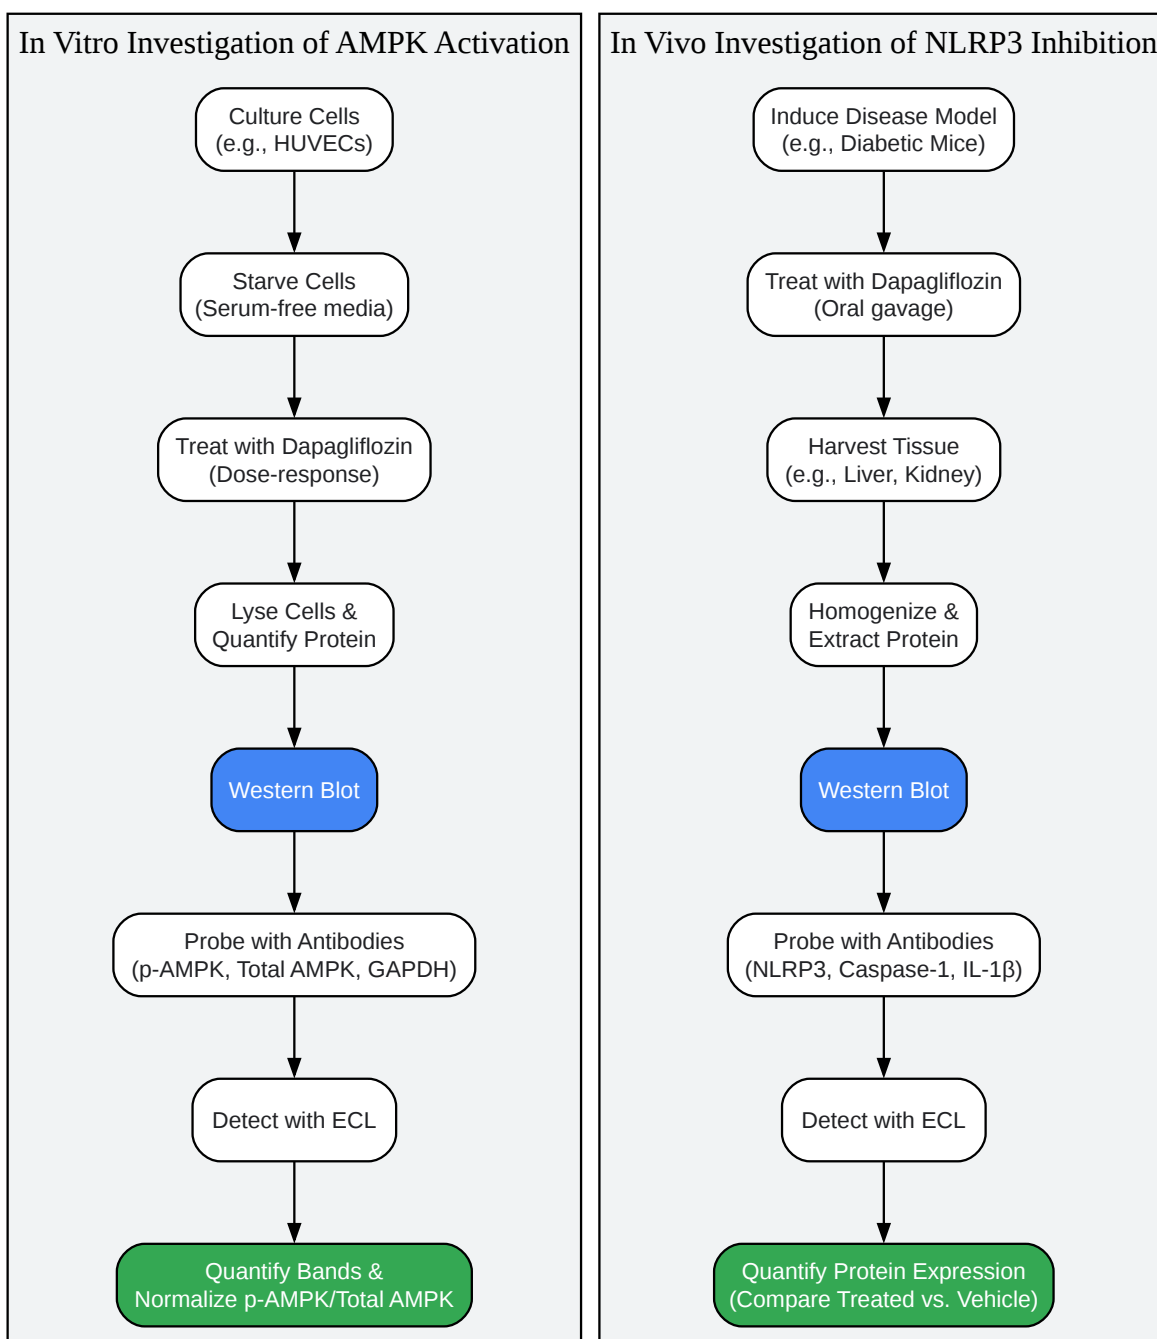 In Vitro Investigation of AMPK Activation
Culture Cells
(e.g., HUVECs)
Starve Cells
(Serum-free media)
Treat with Dapagliflozin
(Dose-response)
Lyse Cells &
Quantify Protein
Western Blot
Probe with Antibodies
(p-AMPK, Total AMPK, GAPDH)
Detect with ECL
Quantify Bands &
Normalize p-AMPK/Total AMPK
In Vivo Investigation of NLRP3 Inhibition
Induce Disease Model
(e.g., Diabetic Mice)
Treat with Dapagliflozin
(Oral gavage)
Harvest Tissue
(e.g., Liver, Kidney)
Homogenize &
Extract Protein
Western Blot
Probe with Antibodies
(NLRP3, Caspase-1, IL-1β)
Detect with ECL
Quantify Protein Expression
(Compare Treated vs. Vehicle)